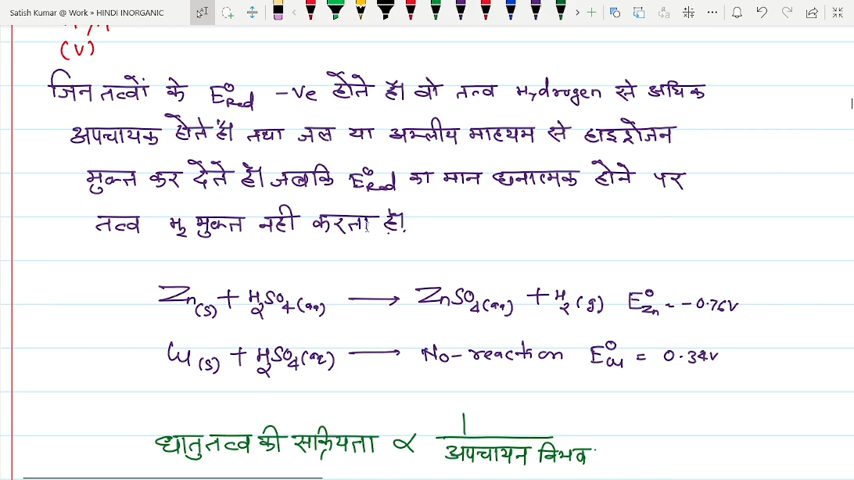 Satish Kumar @ Work » HINDI INORGANIC
(V)
जिन तत्वों के E°Red -ve होते हैं। वो तत्व Hydrogen से अधिक
अपचायक होते हैं। तथा जल या अम्लीय माध्यम से हाइड्रोजन
मुक्त कर देते हैं। जबकि E°Red का मान धनात्मक होने पर
तत्व H2 मुक्त नही करता है।
Zn(s) + H2SO4(aq) ⟶ ZnSO4(aq) + H2(g) E°Zn = -0.76V
Cu(s) + H2SO4(aq) ⟶ No-reaction E°Cu = 0.34V
धातु तत्व की सक्रियता ∝ 1
अपचायन विभव